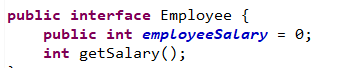 public interface Employee {
    public int employeeSalary = 0;
    int getSalary();